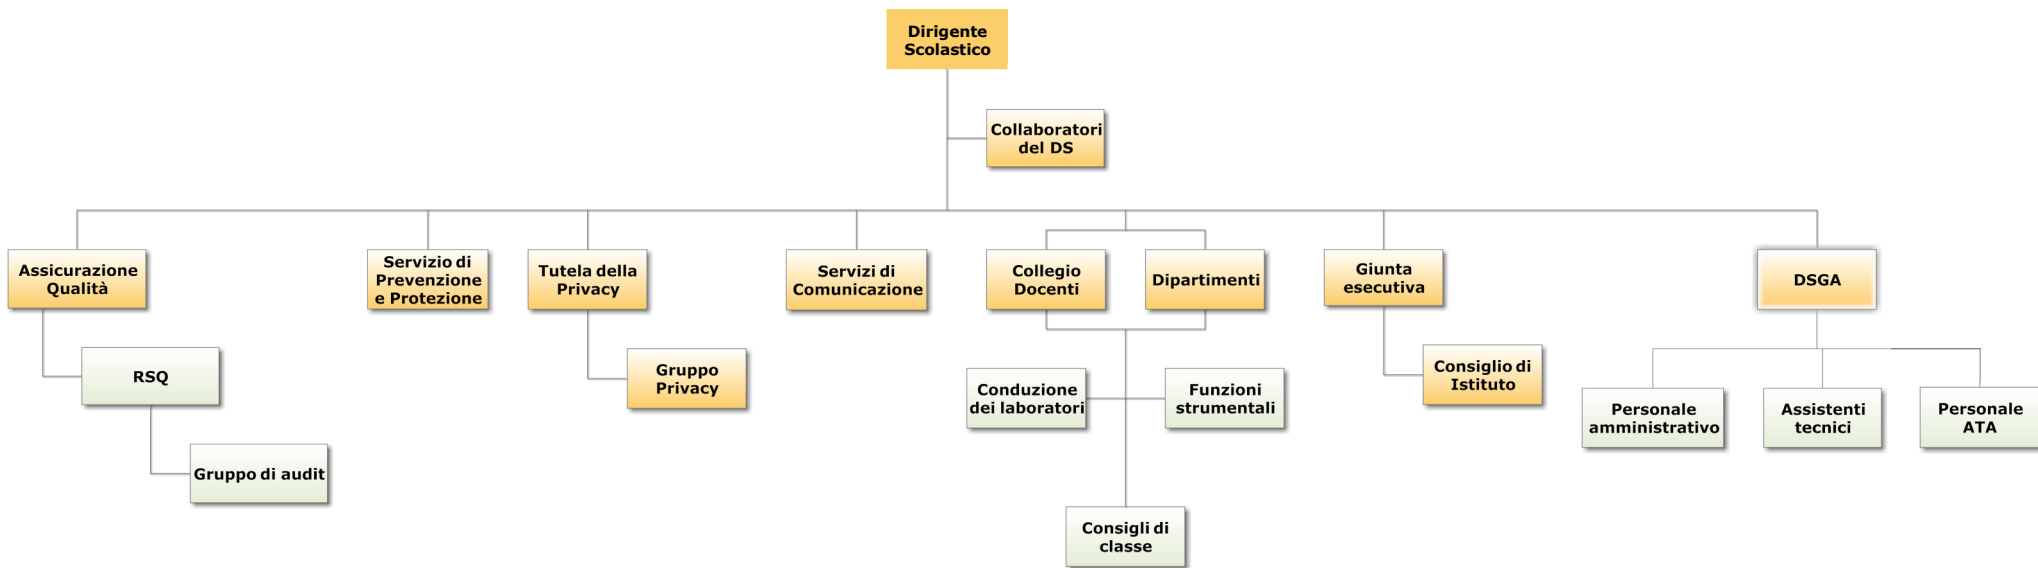 Dirigente
Scolastico
Collaboratori
del DS
Assicurazione
Qualità
Servizio di
Prevenzione
e Protezione
Tutela della
Privacy
Servizi di
Comunicazione
Collegio
Docenti
Dipartimenti
Giunta
esecutiva
DSGA
RSQ
Gruppo
Privacy
Conduzione
dei laboratori
Funzioni
strumentali
Consiglio di
Istituto
Personale
amministrativo
Assistenti
tecnici
Personale
ATA
Gruppo di audit
Consigli di
classe